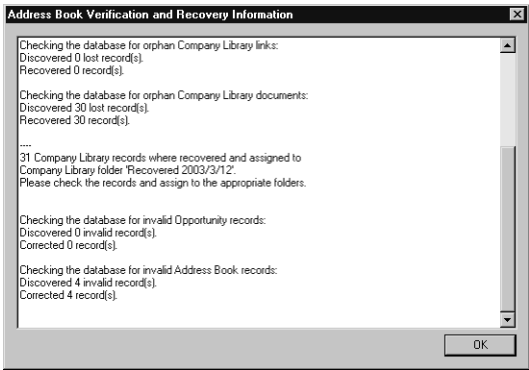 Address Book Verification and Recovery Information
Checking the database for orphan Company Library links:
Discovered 0 lost record(s).
Recovered 0 record(s).
Checking the database for orphan Company Library documents:
Discovered 30 lost record(s).
Recovered 30 record(s).
----
31 Company Library records where recovered and assigned to
Company Library folder 'Recovered 2003/3/12'.
Please check the records and assign to the appropriate folders.
Checking the database for invalid Opportunity records:
Discovered 0 invalid record(s).
Corrected 0 record(s).
Checking the database for invalid Address Book records:
Discovered 4 invalid record(s).
Corrected 4 record(s).
OK